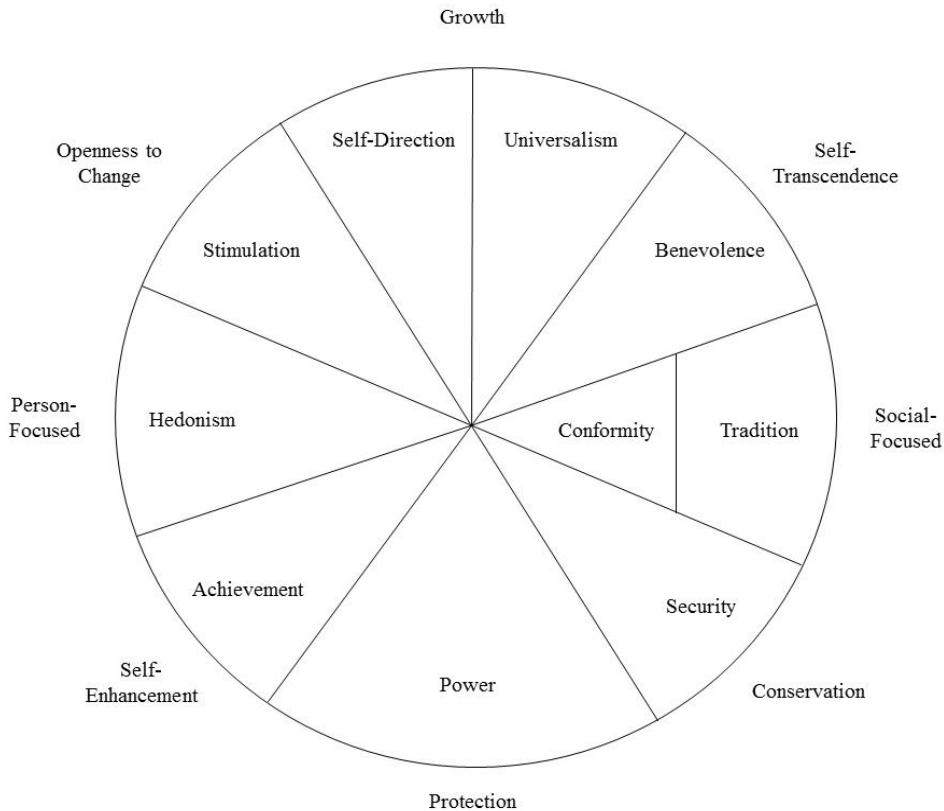 Growth
Self-Direction
Universalism
Openness to
Change
Self-
Transcendence
Stimulation
Benevolence
Person-
Focused
Hedonism
Conformity
Tradition
Social-
Focused
Achievement
Security
Self-
Enhancement
Power
Conservation
Protection